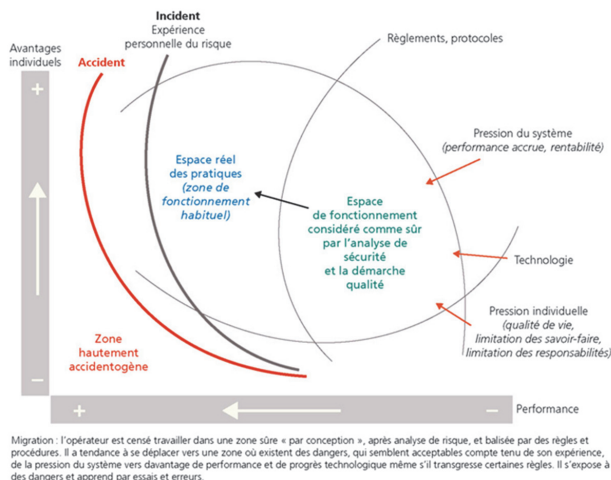 Incident
Expérience
personnelle du risque
Avantages
individuels
Accident
Règlements, protocoles
+
Pression du système
(performance accrue, rentabilité)
Espace réel
des pratiques
(zone de
fonctionnement
habituel)
Espace
de fonctionnement
considéré comme sûr
par l'analyse de
sécurité
et la démarche
qualité
Technologie
Pression individuelle
(qualité de vie,
limitation des savoir-faire,
limitation des responsabilités)
Zone
hautement
accidentogène
–
+
–
Performance
Migration : l'opérateur est censé travailler dans une zone sûre « par conception », après analyse de risque, et balisée par des règles et
procédures. Il a tendance à se déplacer vers une zone où existent des dangers, qui semblent acceptables compte tenu de son expérience,
de la pression du système vers davantage de performance et de progrès technologique même s'il transgresse certaines règles. Il s'expose à
des dangers et apprend par essais et erreurs.